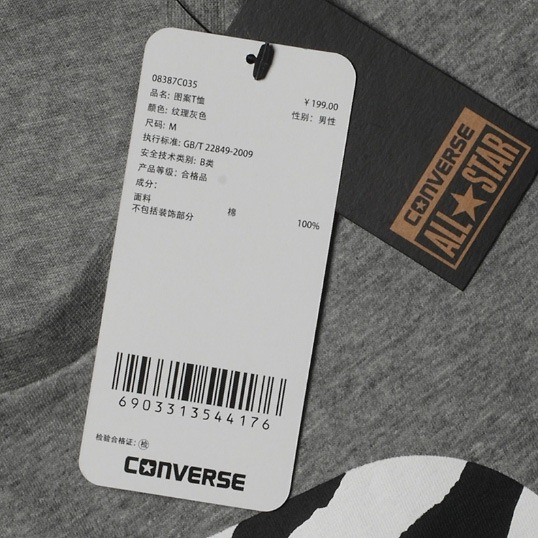 08387C035
品名: 图案T恤 ￥199.00
颜色: 纹理灰色 性别: 男性
尺码: M
执行标准: GB/T 22849-2009
安全技术类别: B类
产品等级: 合格品
成分:
面料 棉 100%
不包括装饰部分
6903313544176
检验合格证: 检
CONVERSE
CONVERSE
ALL STAR